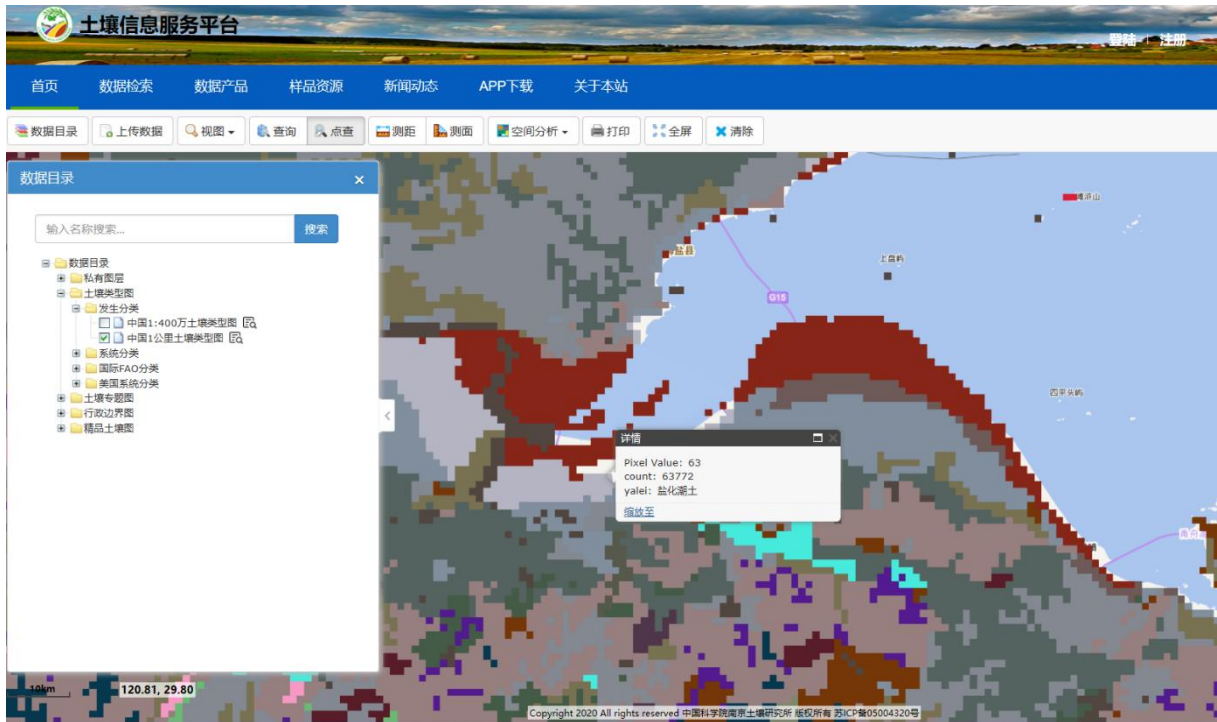 土壤信息服务平台
登陆 | 注册
首页 数据检索 数据产品 样品资源 新闻动态 APP下载 关于本站
数据目录 上传数据 视图 查询 点查 测距 测面 空间分析 打印 全屏 清除
数据目录 ×
输入名称搜索... 搜索
数据目录
私有图层
土壤类型图
发生分类
中国1:400万土壤类型图
中国1公里土壤类型图
系统分类
国际FAO分类
美国系统分类
土壤专题图
行政边界图
精品土壤图
滩浒山
盐县
上盘屿
G15
四平头屿
详情
Pixel Value: 63
count: 63772
yalei: 盐化潮土
缩放至
10km
120.81, 29.80
Copyright 2020 All rights reserved 中国科学院南京土壤研究所 版权所有 苏ICP备05004320号